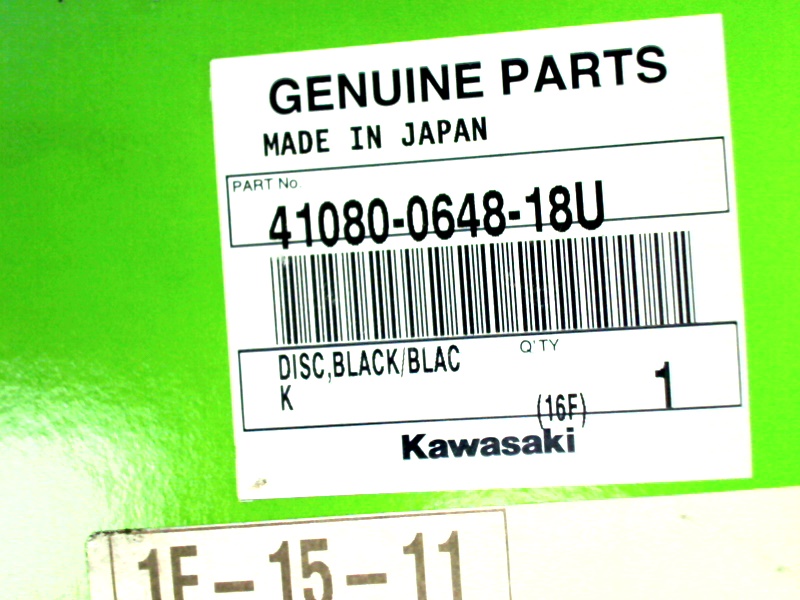 GENUINE PARTS
MADE IN JAPAN
PART No.
41080-0648-18U
DISC,BLACK/BLAC
K
Q'TY
(16F)
1
Kawasaki
1F-15-11